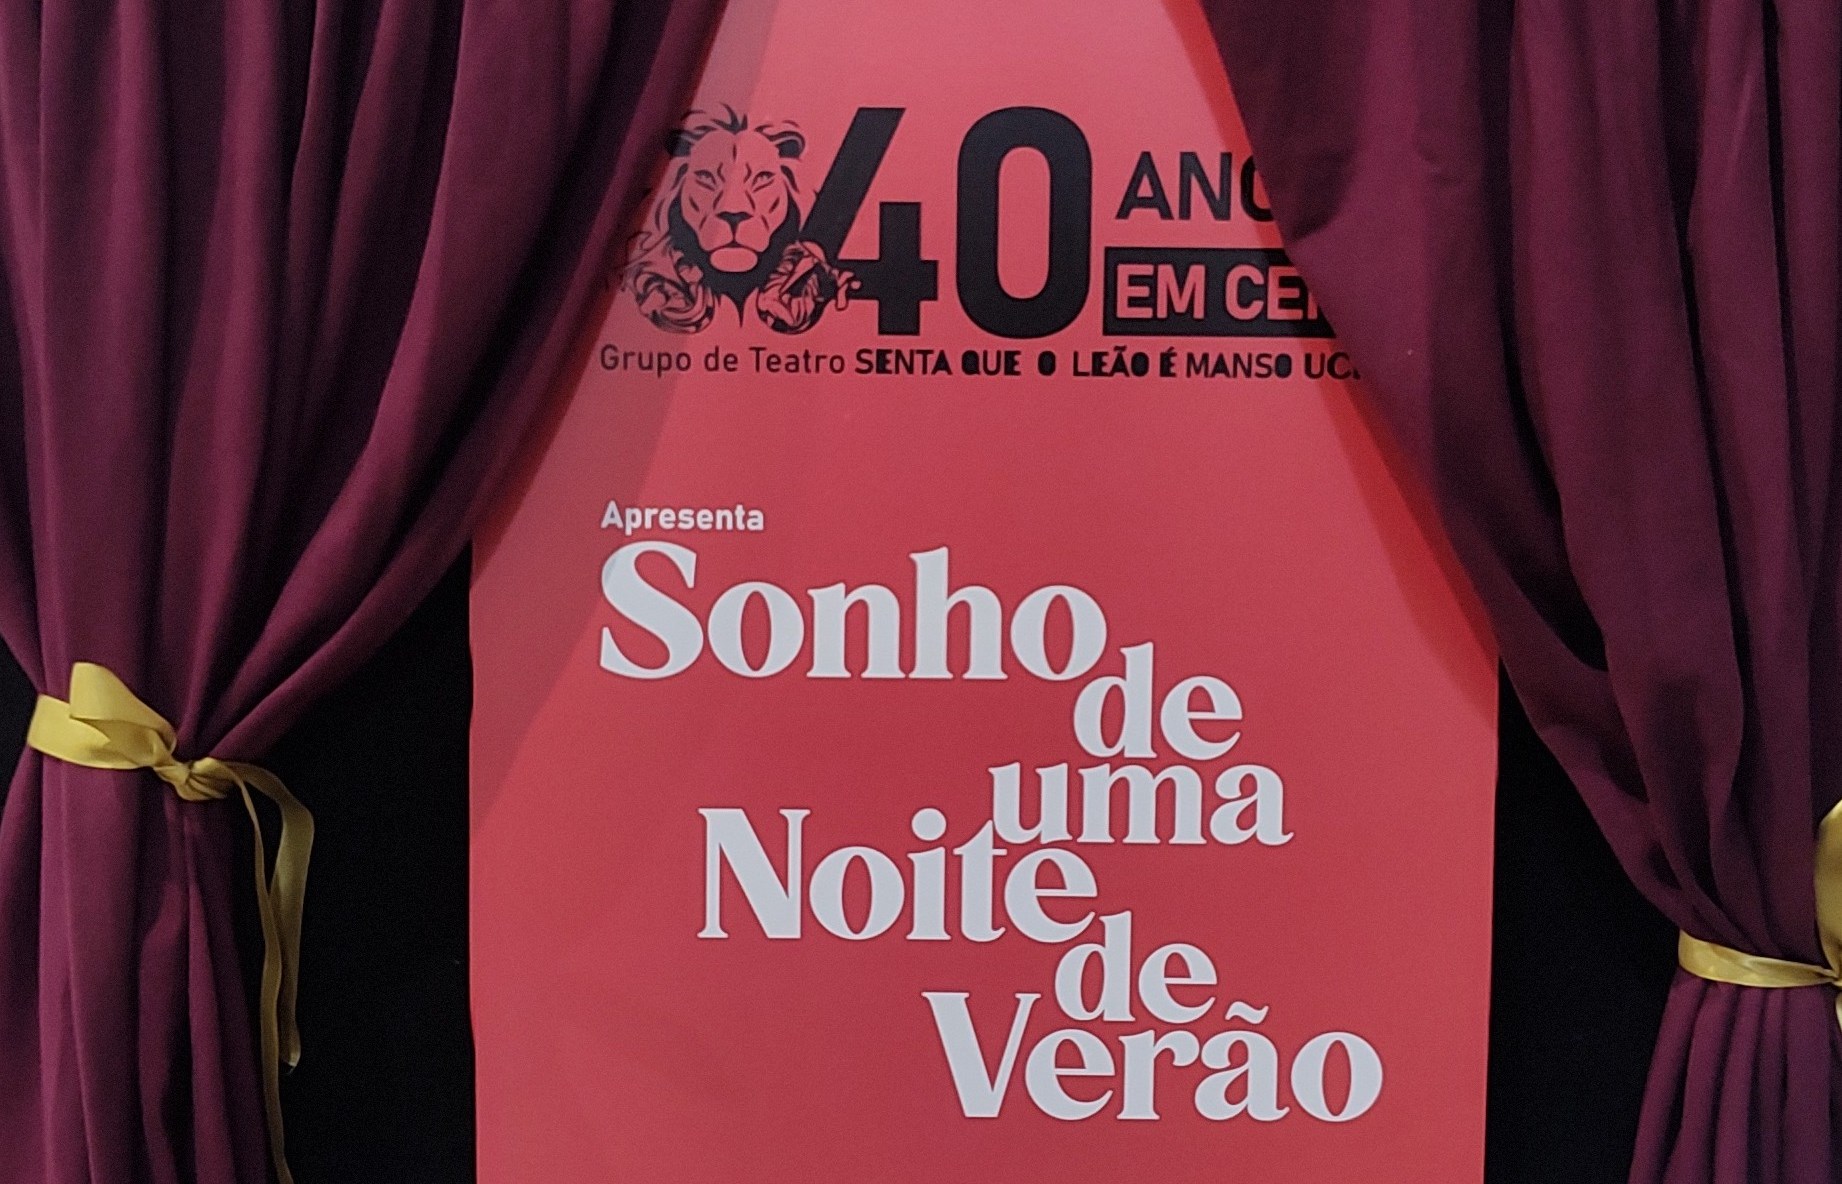 40 ANO
EM CE
Grupo de Teatro SENTA QUE O LEÃO É MANSO UC
Apresenta
Sonho
de
uma
Noite
de
Verão